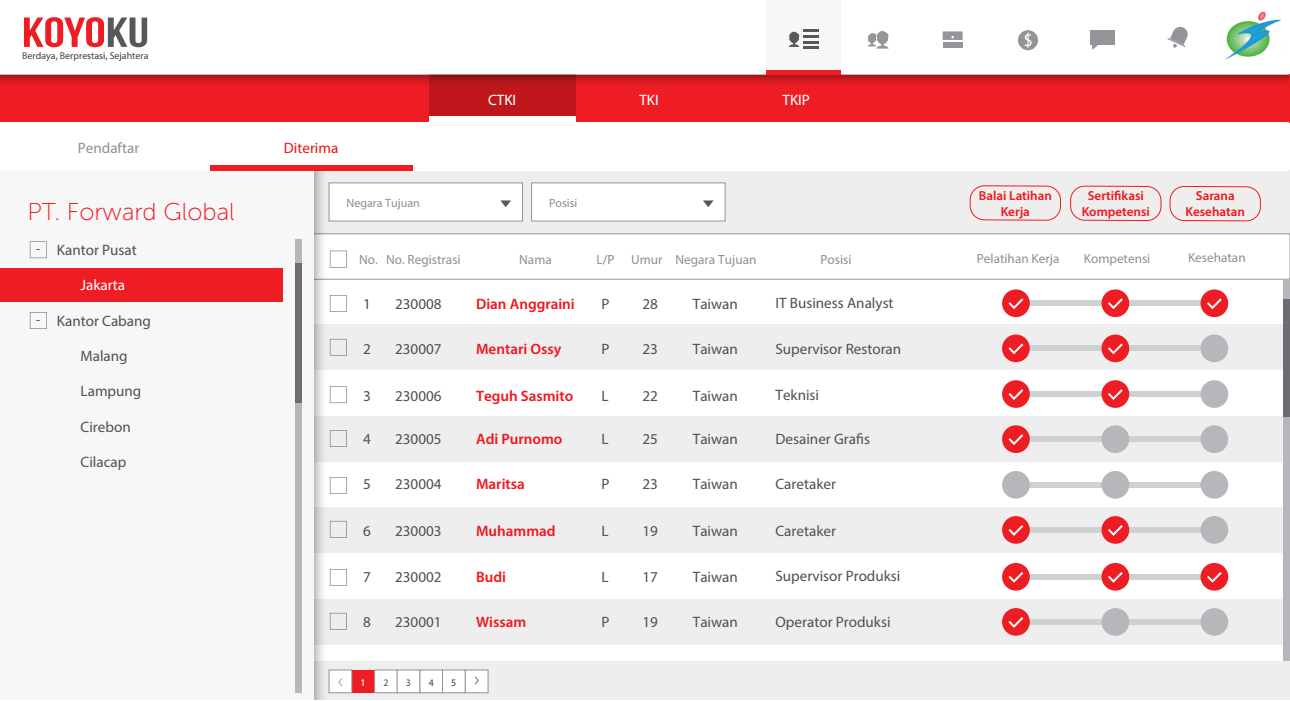 KOYOKU
Berdaya, Berprestasi, Sejahtera
$
CTKI TKI TKIP
Pendaftar Diterima
PT. Forward Global
- Kantor Pusat
Jakarta
- Kantor Cabang
Malang
Lampung
Cirebon
Cilacap
Negara Tujuan Posisi
Balai Latihan
Kerja
Sertifikasi
Kompetensi
Sarana
Kesehatan
No. No. Registrasi Nama L/P Umur Negara Tujuan Posisi Pelatihan Kerja Kompetensi Kesehatan
1 230008 Dian Anggraini P 28 Taiwan IT Business Analyst
2 230007 Mentari Ossy P 23 Taiwan Supervisor Restoran
3 230006 Teguh Sasmito L 22 Taiwan Teknisi
4 230005 Adi Purnomo L 25 Taiwan Desainer Grafis
5 230004 Maritsa P 23 Taiwan Caretaker
6 230003 Muhammad L 19 Taiwan Caretaker
7 230002 Budi L 17 Taiwan Supervisor Produksi
8 230001 Wissam P 19 Taiwan Operator Produksi
< 1 2 3 4 5 >